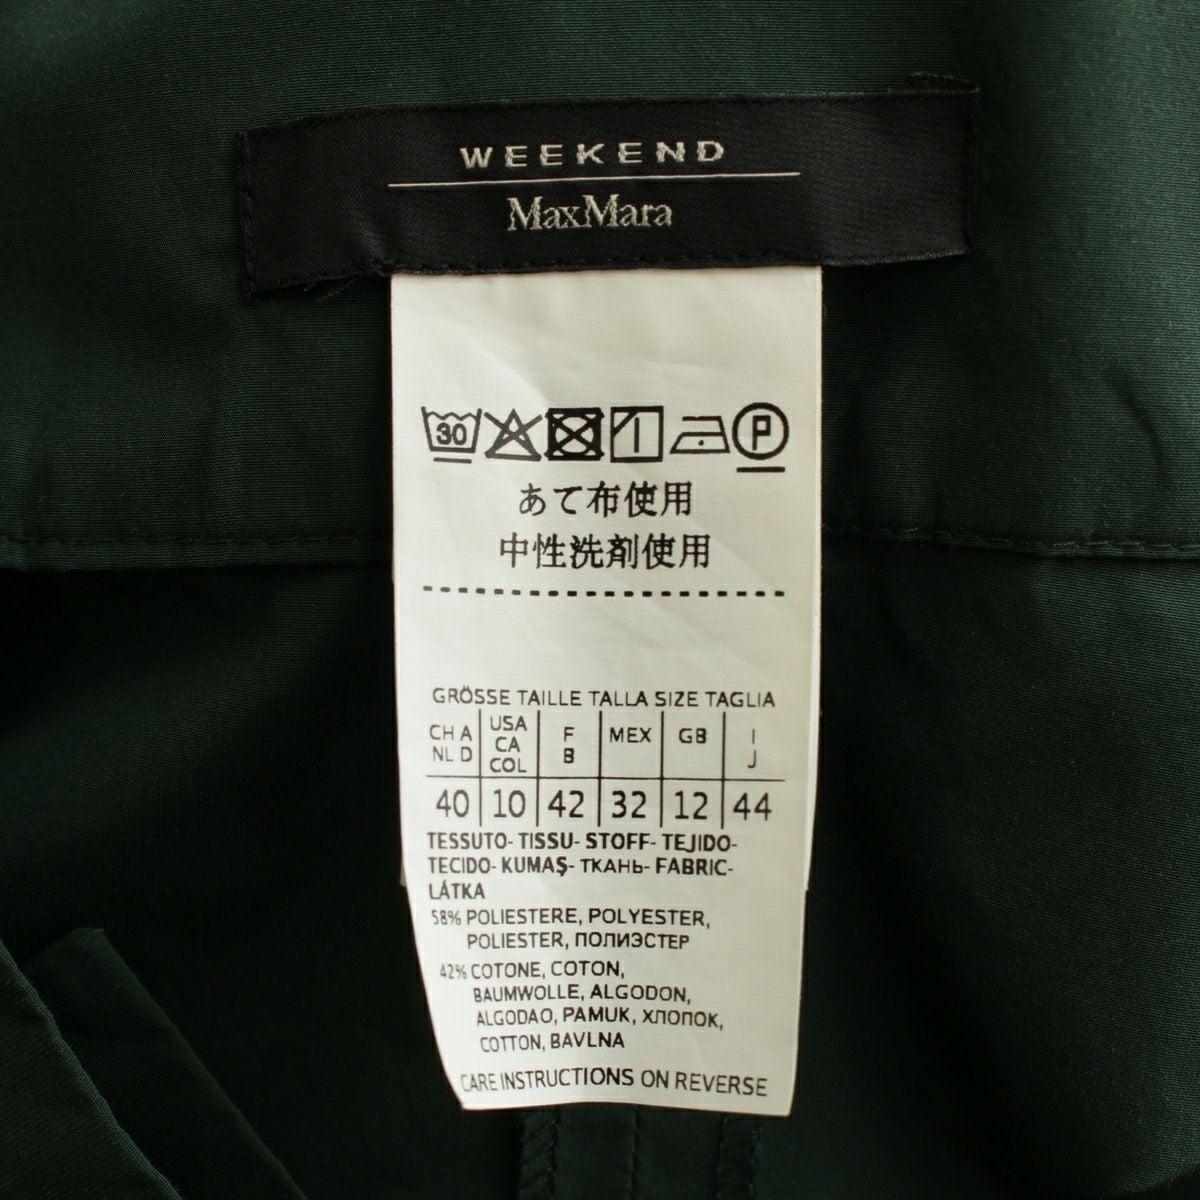 WEEKEND
MaxMara
30 P
あて布使用
中性洗剤使用
GRÖSSE TAILLE TALLA SIZE TAGLIA
CH A NL D | USA CA COL | F B | MEX | GB | I J
40 | 10 | 42 | 32 | 12 | 44
TESSUTO- TISSU- STOFF- TEJIDO-
TECIDO- KUMAŞ- ТКАНЬ- FABRIC-
LÁTKA
58% POLIESTERE, POLYESTER,
POLIESTER, ПОЛИЭСТЕР
42% COTONE, COTON,
BAUMWOLLE, ALGODON,
ALGODAO, PAMUK, ХЛОПОК,
COTTON, BAVLNA
CARE INSTRUCTIONS ON REVERSE